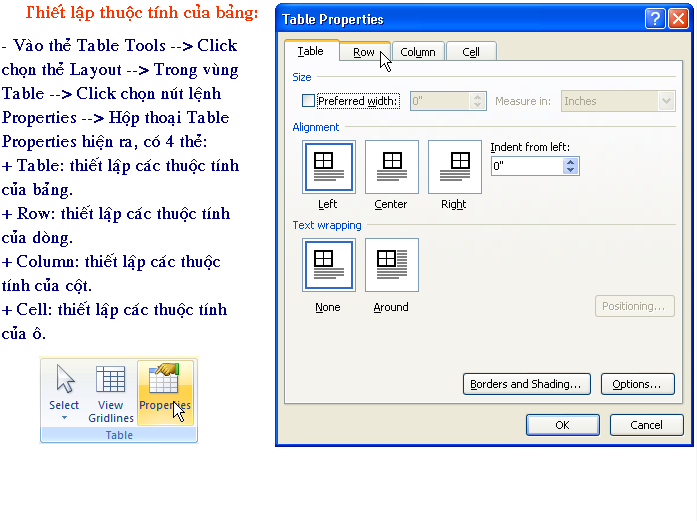 Thiết lập thuộc tính của bảng:
- Vào thẻ Table Tools --> Click
chọn thẻ Layout --> Trong vùng
Table --> Click chọn nút lệnh
Properties --> Hộp thoại Table
Properties hiện ra, có 4 thẻ:
+ Table: thiết lập các thuộc tính
của bảng.
+ Row: thiết lập các thuộc tính
của dòng.
+ Column: thiết lập các thuộc
tính của cột.
+ Cell: thiết lập các thuộc tính
của ô.
Select
View
Gridlines
Properties
Table
Table Properties
Table Row Column Cell
Size
Preferred width: 0" Measure in: Inches
Alignment
Indent from left:
0"
Left Center Right
Text wrapping
None Around
Positioning...
Borders and Shading... Options...
OK Cancel